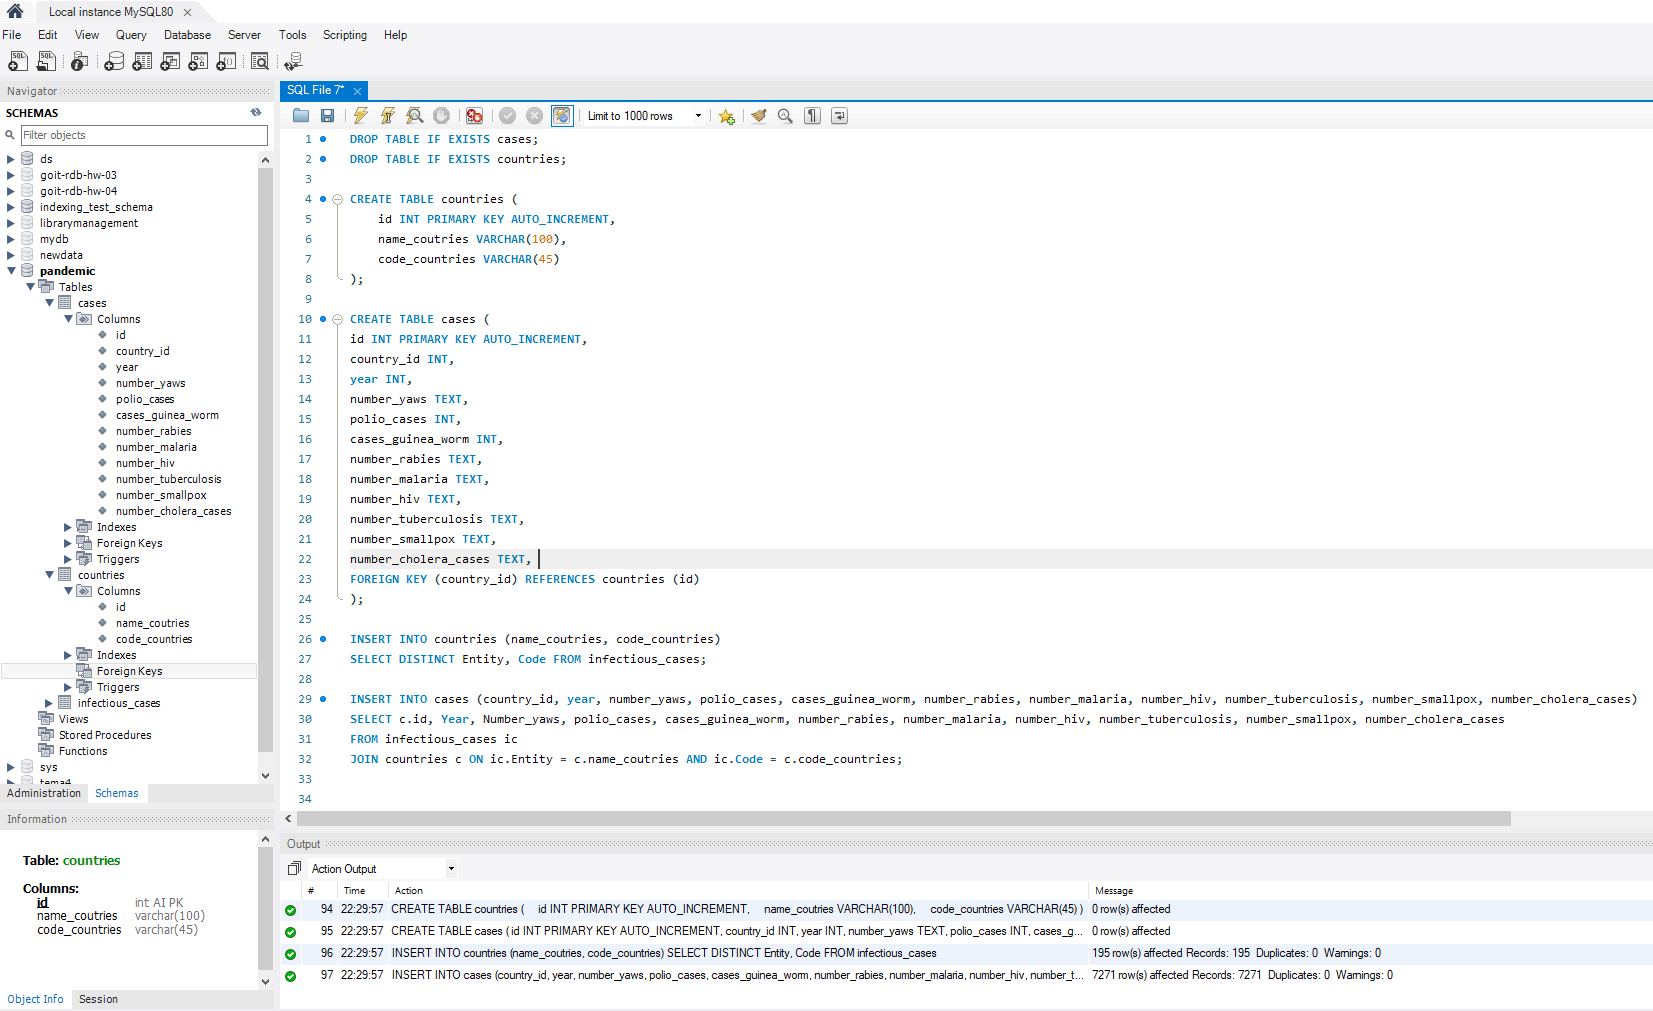 Local instance MySQL80
File Edit View Query Database Server Tools Scripting Help
Navigator
SCHEMAS
Filter objects
ds
goit-rdb-hw-03
goit-rdb-hw-04
indexing_test_schema
librarymanagement
mydb
newdata
pandemic
Tables
cases
Columns
id
country_id
year
number_yaws
polio_cases
cases_guinea_worm
number_rabies
number_malaria
number_hiv
number_tuberculosis
number_smallpox
number_cholera_cases
Indexes
Foreign Keys
Triggers
countries
Columns
id
name_coutries
code_countries
Indexes
Foreign Keys
Triggers
infectious_cases
Views
Stored Procedures
Functions
sys
tema4
Administration Schemas
Information
Table: countries
Columns:
id int AI PK
name_coutries varchar(100)
code_countries varchar(45)
Object Info Session
SQL File 7*
Limit to 1000 rows
1 DROP TABLE IF EXISTS cases;
2 DROP TABLE IF EXISTS countries;
3
4 CREATE TABLE countries (
5 id INT PRIMARY KEY AUTO_INCREMENT,
6 name_coutries VARCHAR(100),
7 code_countries VARCHAR(45)
8 );
9
10 CREATE TABLE cases (
11 id INT PRIMARY KEY AUTO_INCREMENT,
12 country_id INT,
13 year INT,
14 number_yaws TEXT,
15 polio_cases INT,
16 cases_guinea_worm INT,
17 number_rabies TEXT,
18 number_malaria TEXT,
19 number_hiv TEXT,
20 number_tuberculosis TEXT,
21 number_smallpox TEXT,
22 number_cholera_cases TEXT,
23 FOREIGN KEY (country_id) REFERENCES countries (id)
24 );
25
26 INSERT INTO countries (name_coutries, code_countries)
27 SELECT DISTINCT Entity, Code FROM infectious_cases;
28
29 INSERT INTO cases (country_id, year, number_yaws, polio_cases, cases_guinea_worm, number_rabies, number_malaria, number_hiv, number_tuberculosis, number_smallpox, number_cholera_cases)
30 SELECT c.id, Year, Number_yaws, polio_cases, cases_guinea_worm, number_rabies, number_malaria, number_hiv, number_tuberculosis, number_smallpox, number_cholera_cases
31 FROM infectious_cases ic
32 JOIN countries c ON ic.Entity = c.name_coutries AND ic.Code = c.code_countries;
33
34
Output
Action Output
# Time Action Message
94 22:29:57 CREATE TABLE countries ( id INT PRIMARY KEY AUTO_INCREMENT, name_coutries VARCHAR(100), code_countries VARCHAR(45) ) 0 row(s) affected
95 22:29:57 CREATE TABLE cases ( id INT PRIMARY KEY AUTO_INCREMENT, country_id INT, year INT, number_yaws TEXT, polio_cases INT, cases_g... 0 row(s) affected
96 22:29:57 INSERT INTO countries (name_coutries, code_countries) SELECT DISTINCT Entity, Code FROM infectious_cases 195 row(s) affected Records: 195 Duplicates: 0 Warnings: 0
97 22:29:57 INSERT INTO cases (country_id, year, number_yaws, polio_cases, cases_guinea_worm, number_rabies, number_malaria, number_hiv, number_t... 7271 row(s) affected Records: 7271 Duplicates: 0 Warnings: 0